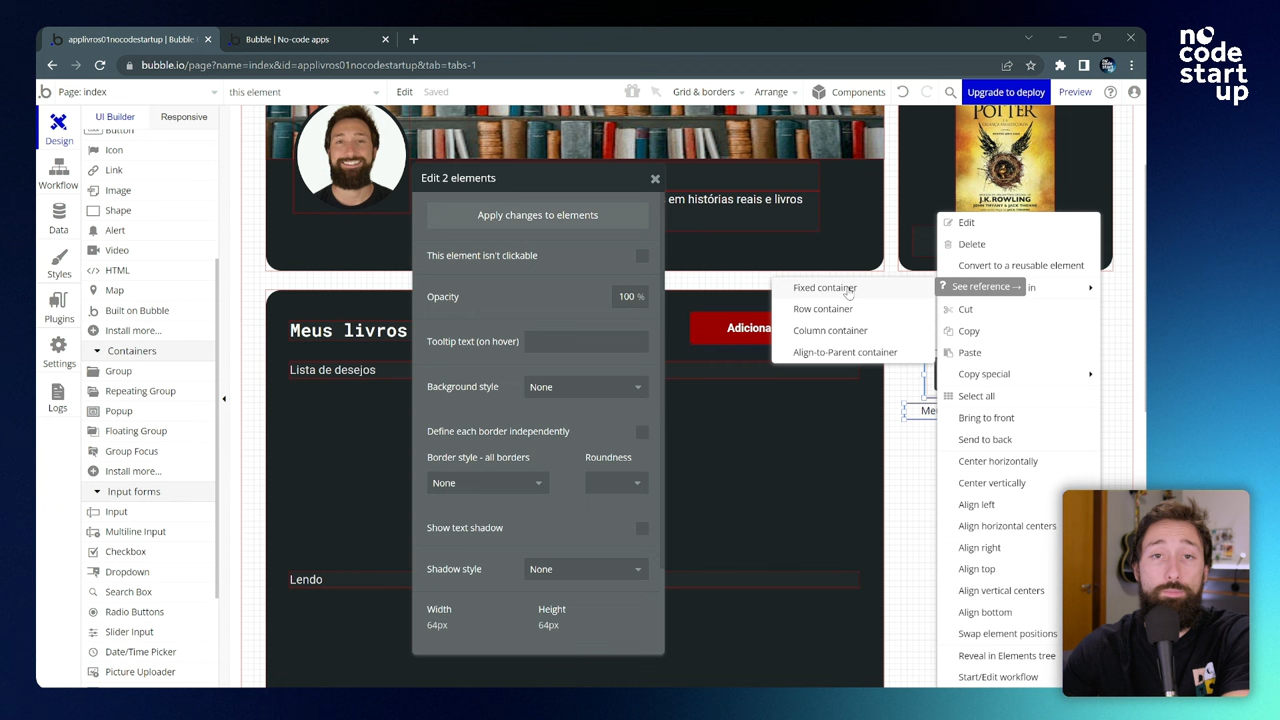 applivros01nocodestartup | Bubble
Bubble | No-code apps
no
code
start
up
bubble.io/page?name=index&id=applivros01nocodestartup&tab=tabs-1
Page: index
this element
Edit
Saved
Grid & borders
Arrange
Components
Upgrade to deploy
Preview
UI Builder
Responsive
Design
Workflow
Data
Styles
Plugins
Settings
Logs
Button
Icon
Link
Image
Shape
Alert
Video
HTML
Map
Built on Bubble
Install more...
Containers
Group
Repeating Group
Popup
Floating Group
Group Focus
Install more...
Input forms
Input
Multiline Input
Checkbox
Dropdown
Search Box
Radio Buttons
Slider Input
Date/Time Picker
Picture Uploader
em histórias reais e livros
Meus livros
Adiciona
Lista de desejos
Lendo
Edit 2 elements
Apply changes to elements
This element isn't clickable
Opacity
100 %
Tooltip text (on hover)
Background style
None
Define each border independently
Border style - all borders
Roundness
None
Show text shadow
Shadow style
None
Width
Height
64px
64px
POTTER
J.K.ROWLING
JOHN TIFFANY & JACK THORNE
Me
Fixed container
Row container
Column container
Align-to-Parent container
Edit
Delete
Convert to a reusable element
? See reference →
in
Cut
Copy
Paste
Copy special
Select all
Bring to front
Send to back
Center horizontally
Center vertically
Align left
Align horizontal centers
Align right
Align top
Align vertical centers
Align bottom
Swap element positions
Reveal in Elements tree
Start/Edit workflow